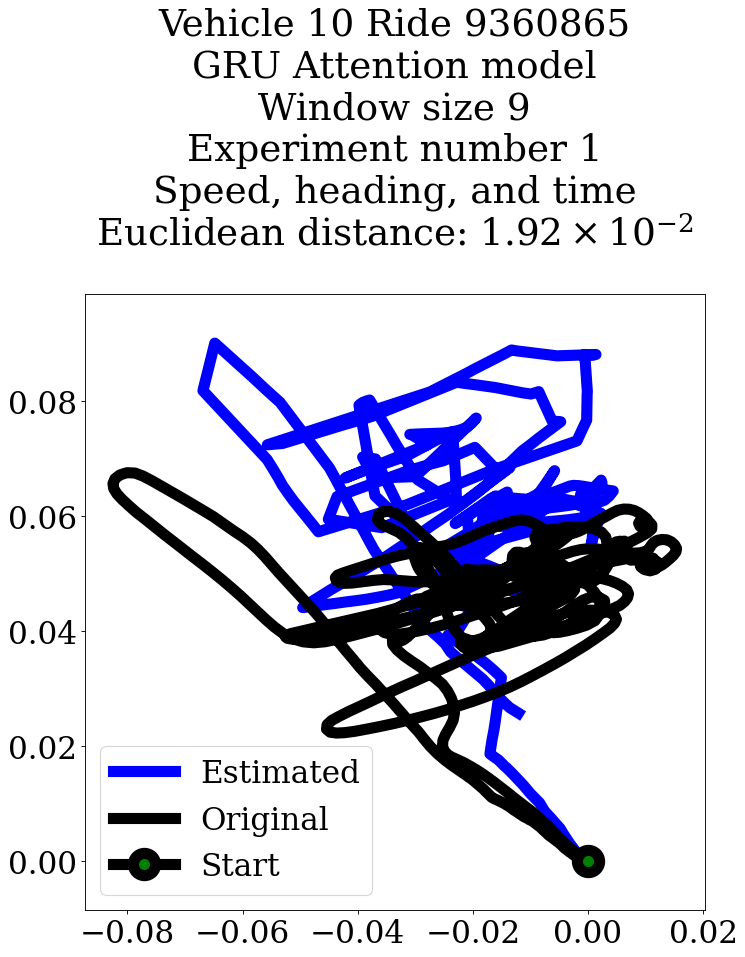 Vehicle 10 Ride 9360865
GRU Attention model
Window size 9
Experiment number 1
Speed, heading, and time
Euclidean distance: 1.92 × 10⁻²
0.08
0.06
0.04
0.02
0.00
Estimated
Original
Start
−0.08 −0.06 −0.04 −0.02 0.00 0.02